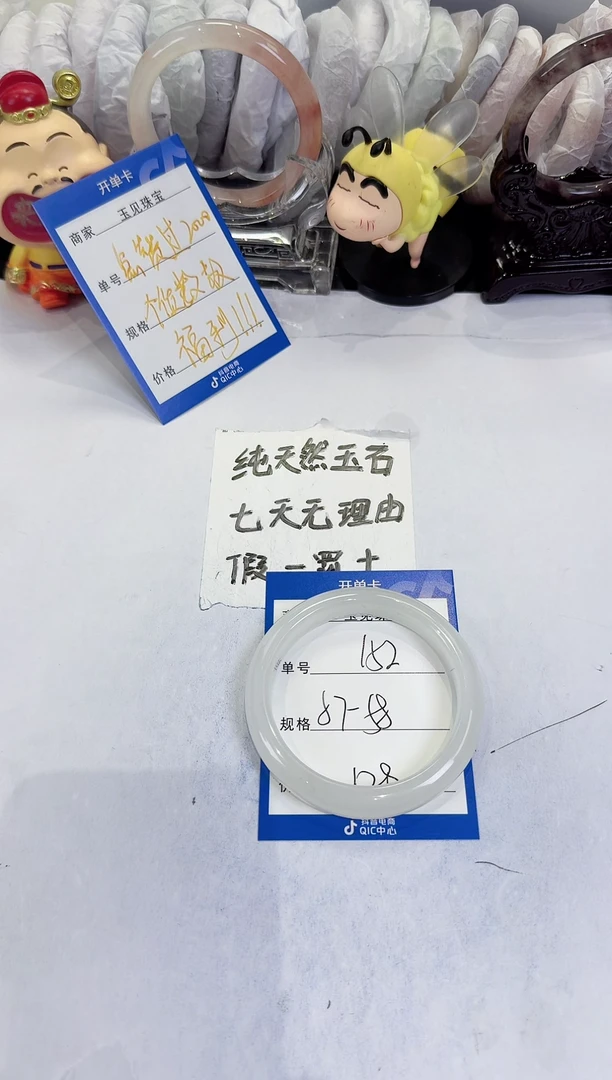 开单卡
商家 玉见珠宝
单号
规格
价格 福利!!!
抖音电商
QIC中心
纯天然玉石
七天无理由
假一罚十
开单卡
单号 152
规格 57-58
128
抖音电商
QIC中心